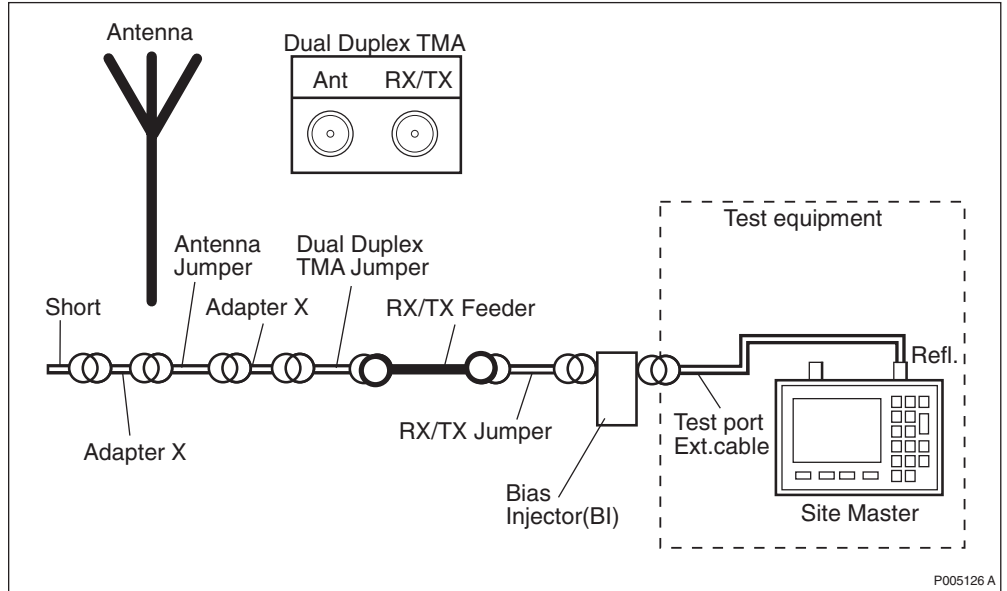 Antenna
Dual Duplex TMA
Ant RX/TX
Test equipment
Antenna
Jumper
Dual Duplex
TMA Jumper
Short
Adapter X
RX/TX Feeder
Refl.
Adapter X
RX/TX Jumper
Test port
Ext.cable
Bias
Injector(BI)
Site Master
P005126 A